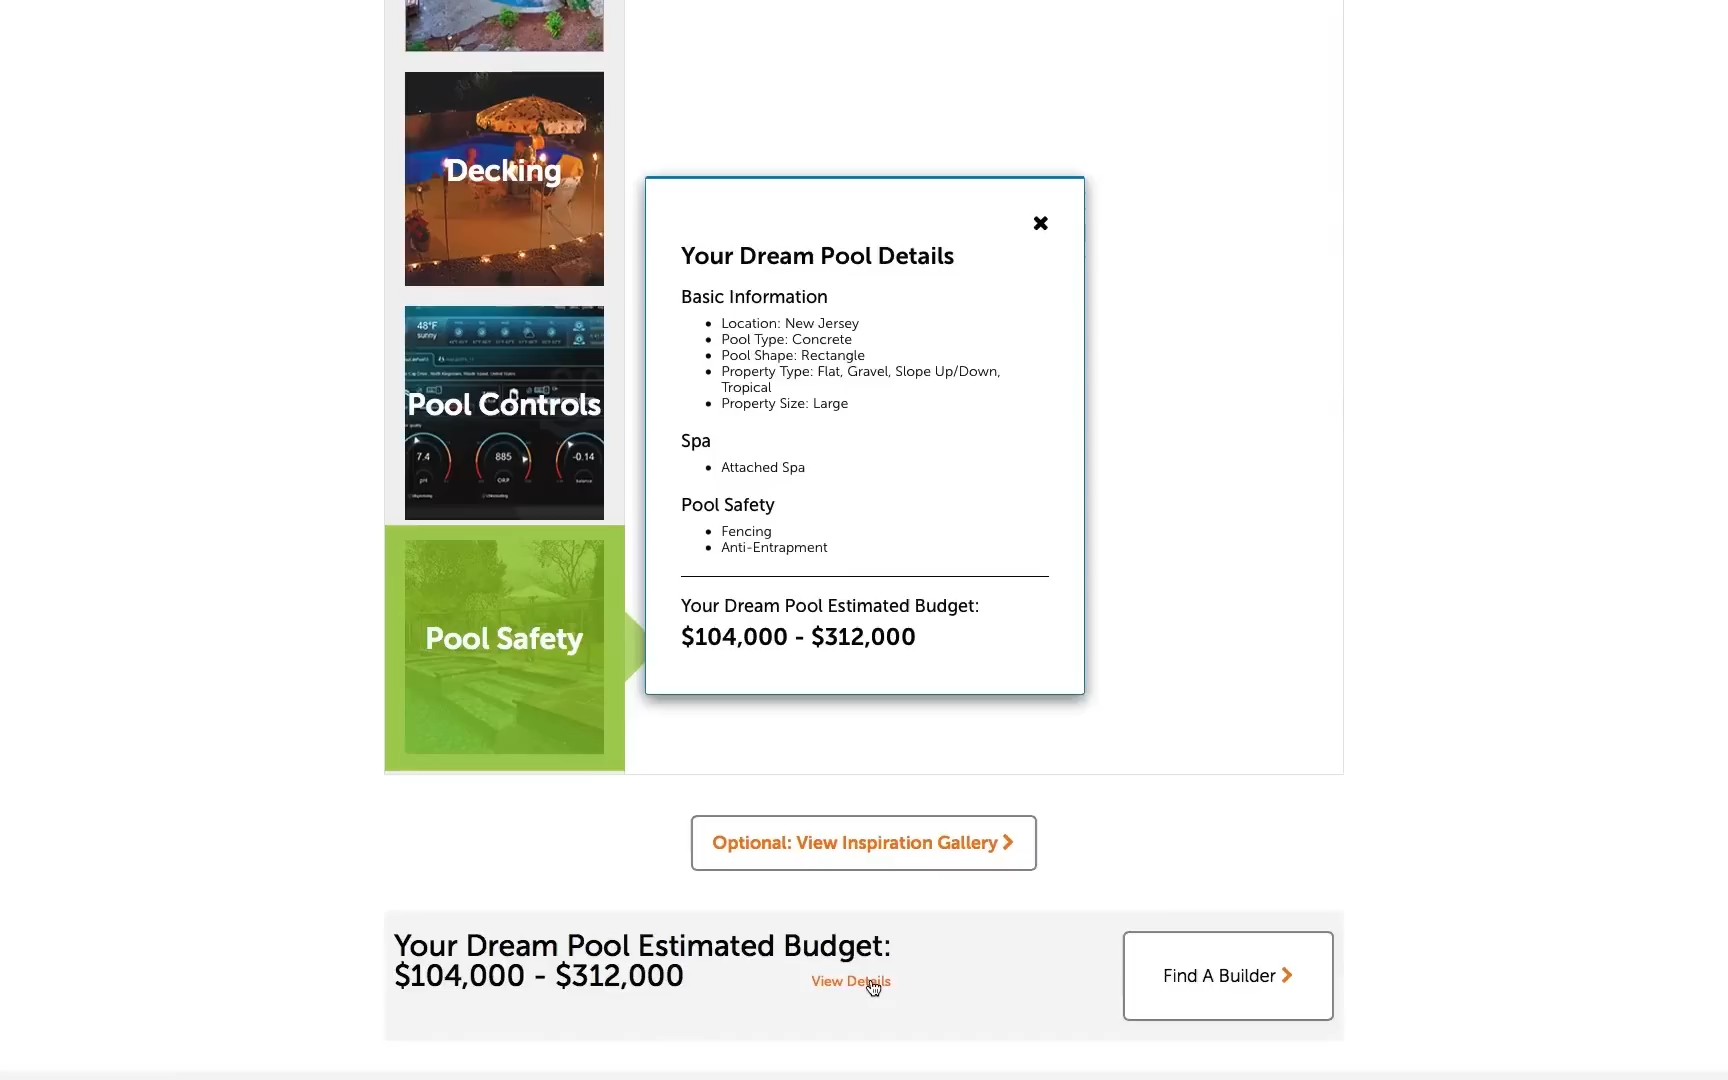 Decking
48°F
sunny
Pool Controls
7.4
885
-0.14
pH
ORP
balance
Pool Safety
Your Dream Pool Details
Basic Information
Location: New Jersey
Pool Type: Concrete
Pool Shape: Rectangle
Property Type: Flat, Gravel, Slope Up/Down,
Tropical
Property Size: Large
Spa
Attached Spa
Pool Safety
Fencing
Anti-Entrapment
Your Dream Pool Estimated Budget:
$104,000 - $312,000
Optional: View Inspiration Gallery
Your Dream Pool Estimated Budget:
$104,000 - $312,000
View Details
Find A Builder